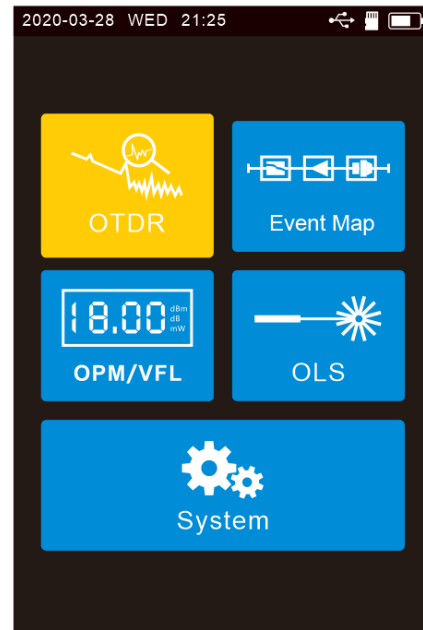 2020-03-28 WED 21:25
OTDR
Event Map
18.00 dBm
dB
mW
OPM/VFL
OLS
System